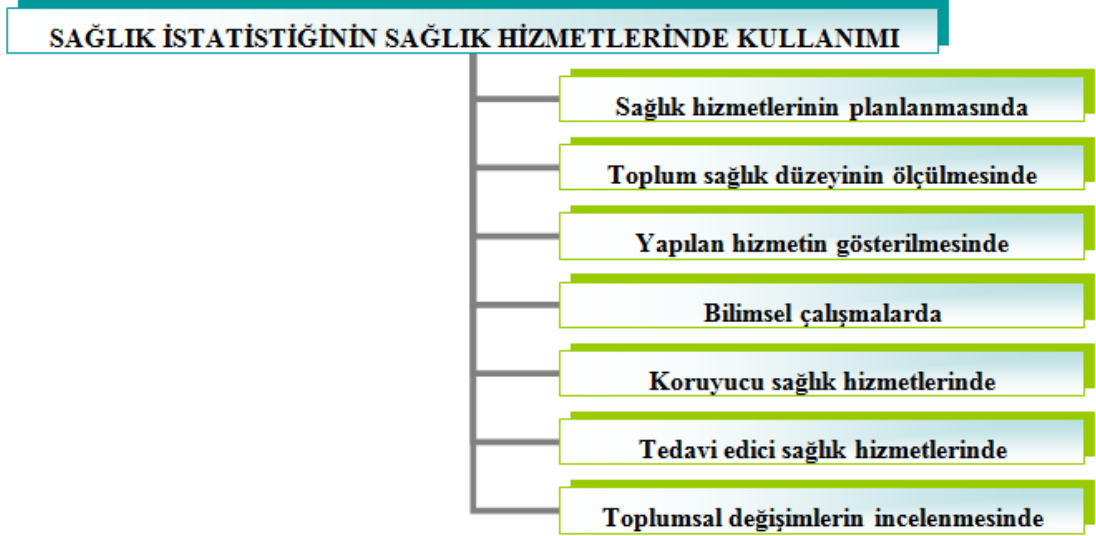 SAĞLIK İSTATİSTİĞİNİN SAĞLIK HİZMETLERİNDE KULLANIMI
Sağlık hizmetlerinin planlanmasında
Toplum sağlık düzeyinin ölçülmesinde
Yapılan hizmetin gösterilmesinde
Bilimsel çalışmalarda
Koruyucu sağlık hizmetlerinde
Tedavi edici sağlık hizmetlerinde
Toplumsal değişimlerin incelenmesinde